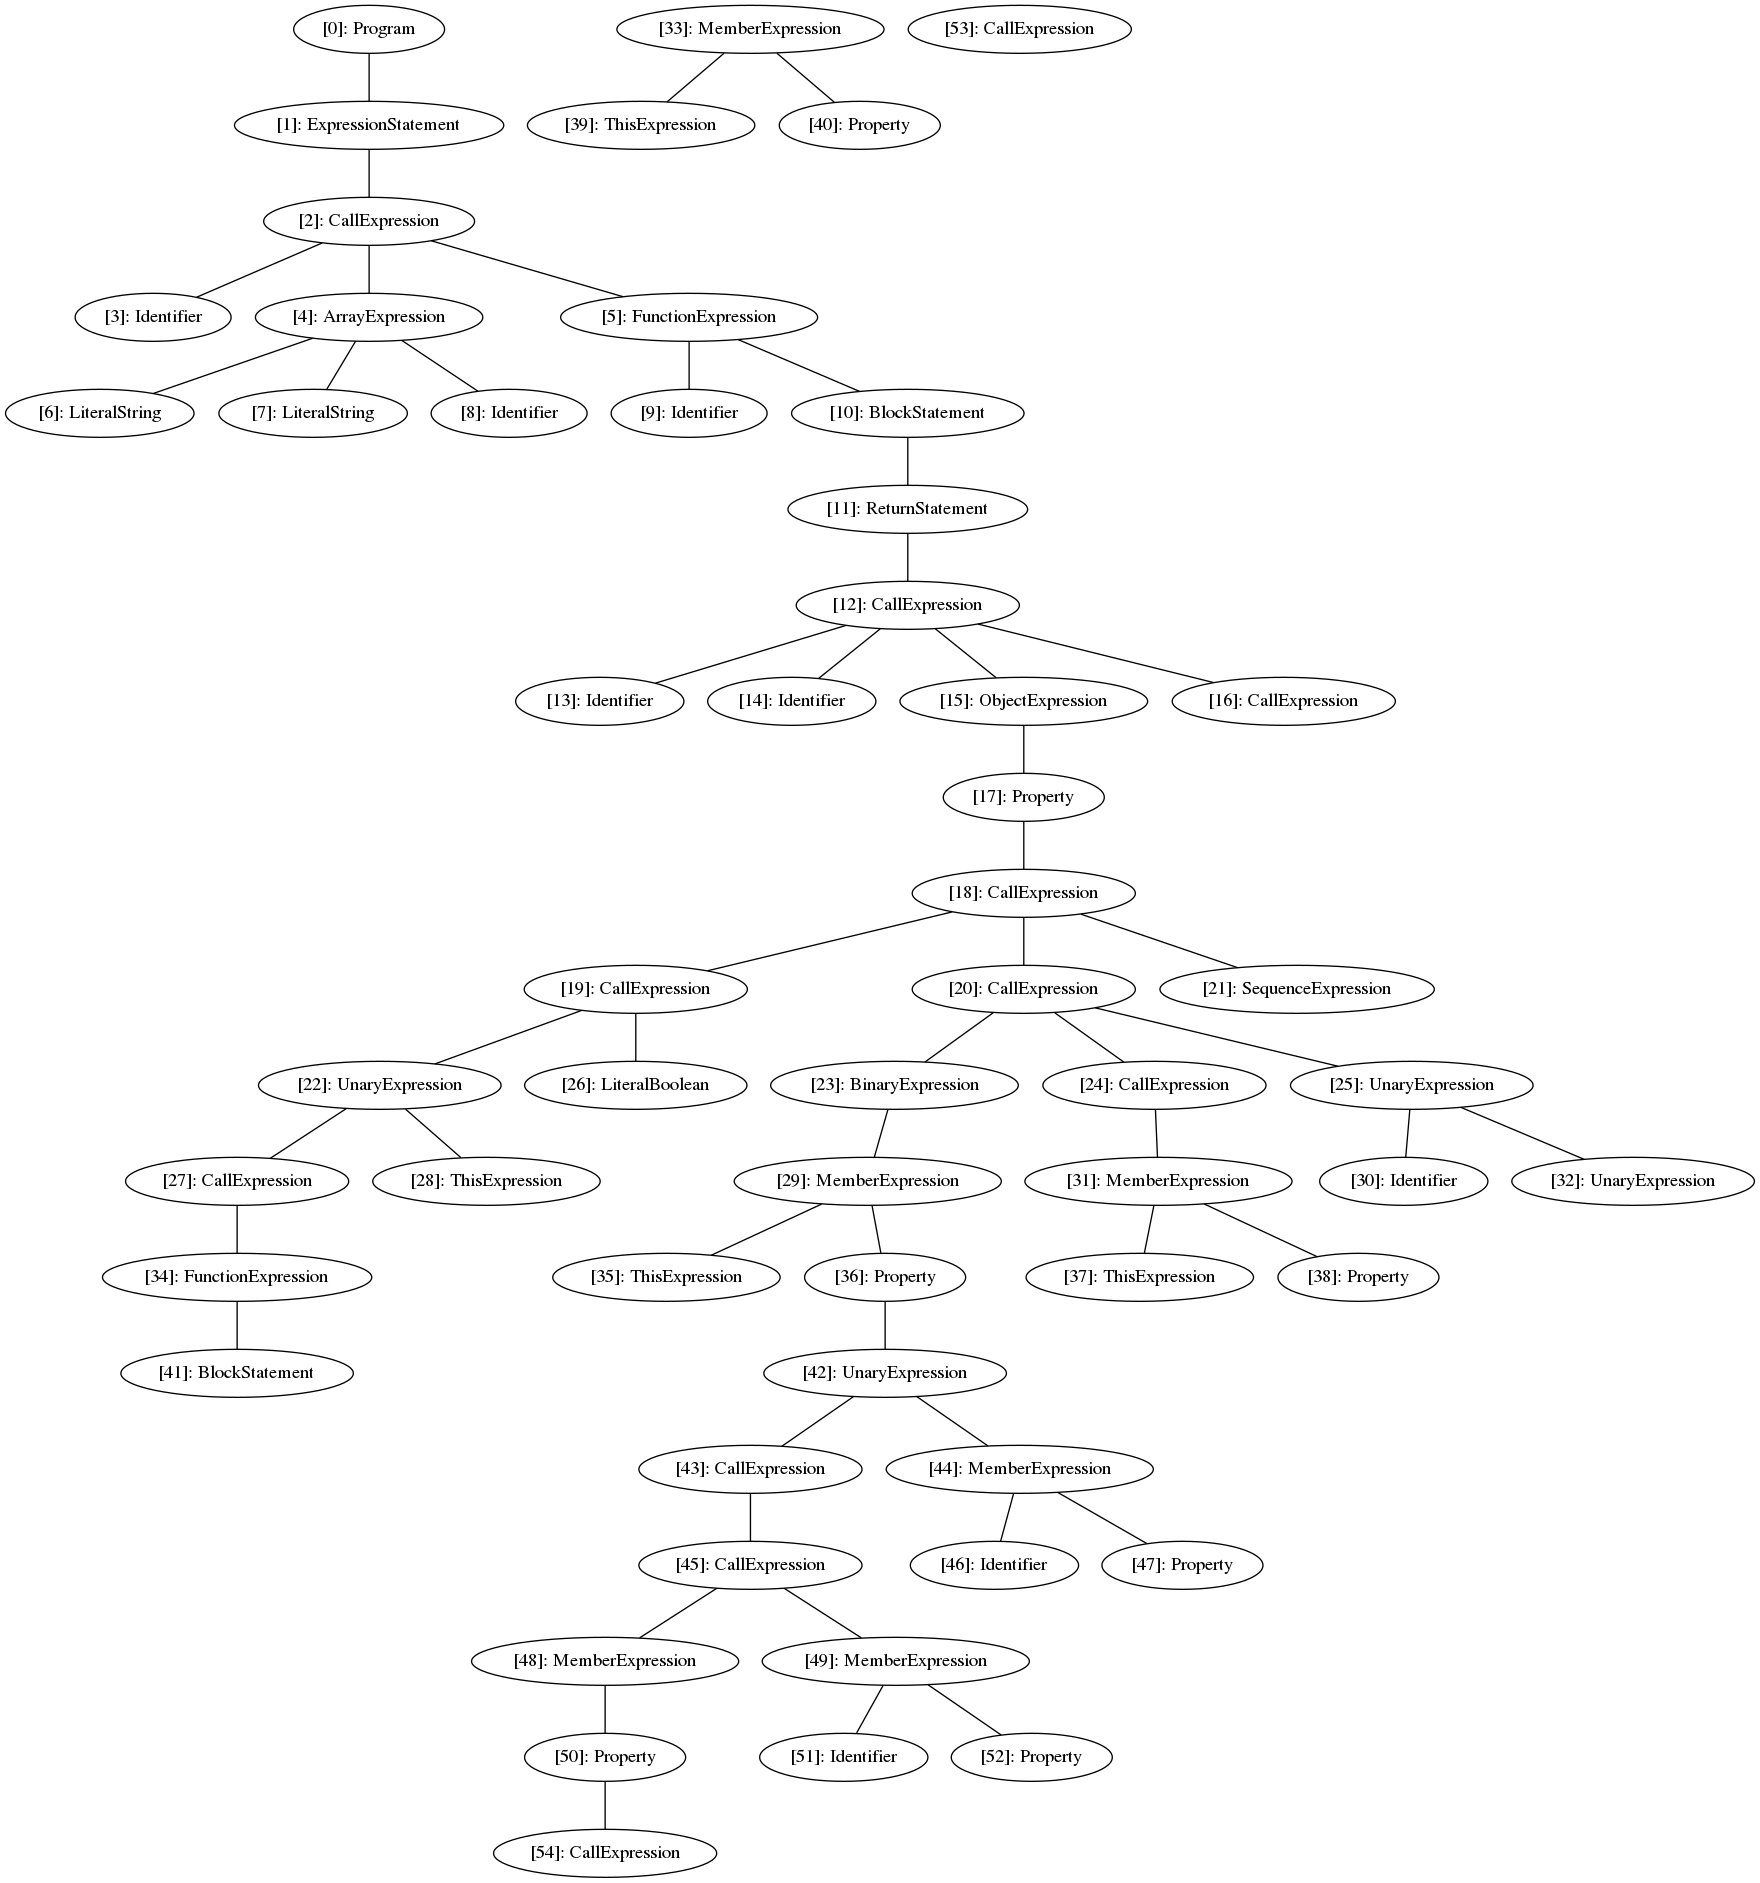 [0]: Program
[33]: MemberExpression
[53]: CallExpression
[1]: ExpressionStatement
[39]: ThisExpression
[40]: Property
[2]: CallExpression
[3]: Identifier
[4]: ArrayExpression
[5]: FunctionExpression
[6]: LiteralString
[7]: LiteralString
[8]: Identifier
[9]: Identifier
[10]: BlockStatement
[11]: ReturnStatement
[12]: CallExpression
[13]: Identifier
[14]: Identifier
[15]: ObjectExpression
[16]: CallExpression
[17]: Property
[18]: CallExpression
[19]: CallExpression
[20]: CallExpression
[21]: SequenceExpression
[22]: UnaryExpression
[26]: LiteralBoolean
[23]: BinaryExpression
[24]: CallExpression
[25]: UnaryExpression
[27]: CallExpression
[28]: ThisExpression
[29]: MemberExpression
[31]: MemberExpression
[30]: Identifier
[32]: UnaryExpression
[34]: FunctionExpression
[35]: ThisExpression
[36]: Property
[37]: ThisExpression
[38]: Property
[41]: BlockStatement
[42]: UnaryExpression
[43]: CallExpression
[44]: MemberExpression
[45]: CallExpression
[46]: Identifier
[47]: Property
[48]: MemberExpression
[49]: MemberExpression
[50]: Property
[51]: Identifier
[52]: Property
[54]: CallExpression